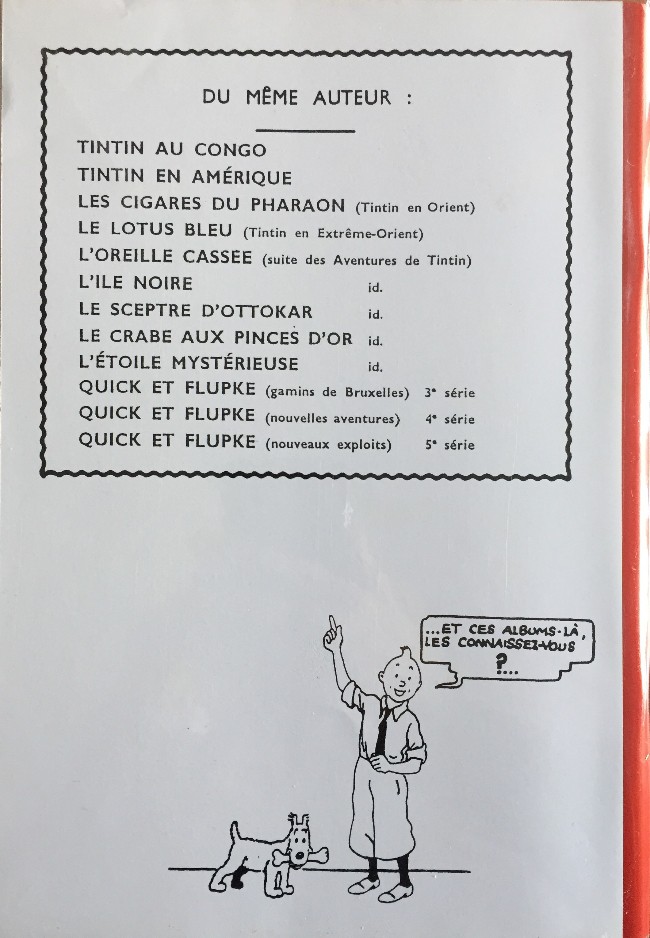 DU MÊME AUTEUR :
TINTIN AU CONGO
TINTIN EN AMÉRIQUE
LES CIGARES DU PHARAON (Tintin en Orient)
LE LOTUS BLEU (Tintin en Extrême-Orient)
L'OREILLE CASSÉE (suite des Aventures de Tintin)
L'ILE NOIRE id.
LE SCEPTRE D'OTTOKAR id.
LE CRABE AUX PINCES D'OR id.
L'ÉTOILE MYSTÉRIEUSE id.
QUICK ET FLUPKE (gamins de Bruxelles) 3e série
QUICK ET FLUPKE (nouvelles aventures) 4e série
QUICK ET FLUPKE (nouveaux exploits) 5e série
...ET CES ALBUMS-LÀ,
LES CONNAISSEZ-VOUS
?...